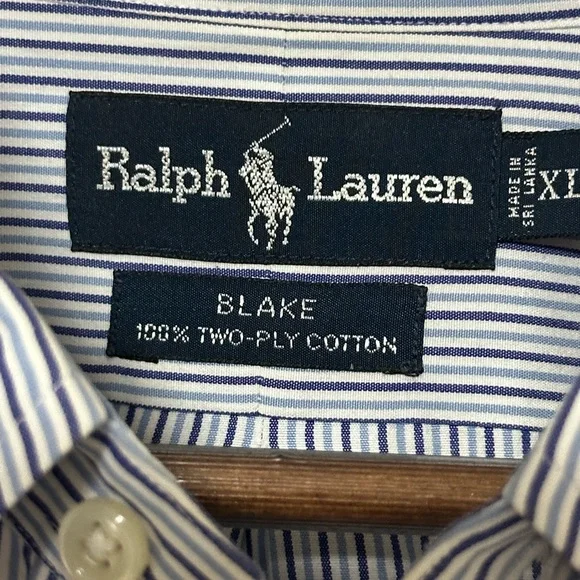 Ralph Lauren
MADE IN
SRI LANKA
XL
BLAKE
100% TWO-PLY COTTON